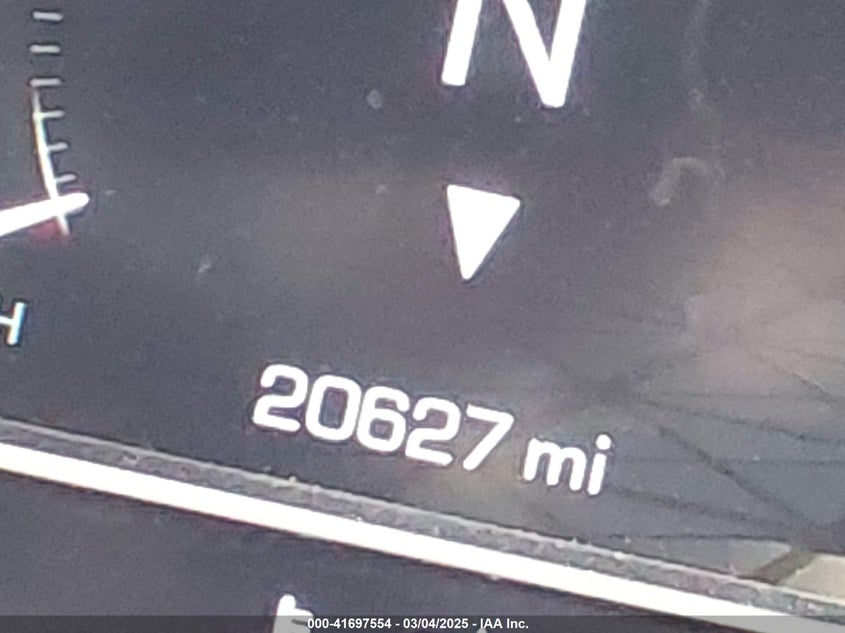 N
H
20627 mi
000-41697554 - 03/04/2025 - IAA Inc.